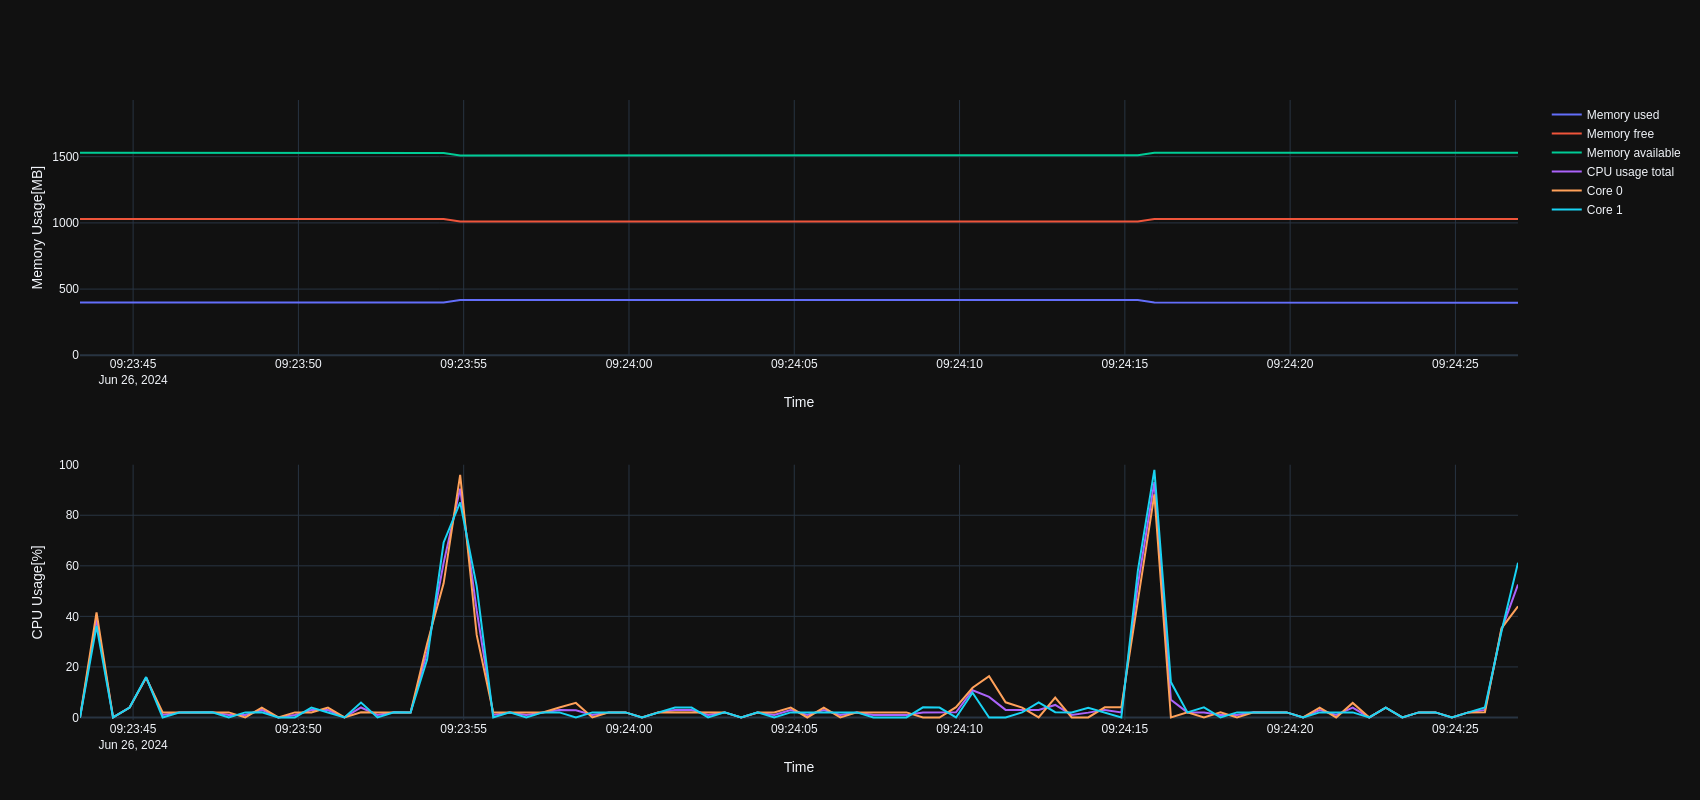 Memory used
Memory free
Memory available
CPU usage total
Core 0
Core 1
Memory Usage[MB]
1500
1000
500
0
09:23:45 09:23:50 09:23:55 09:24:00 09:24:05 09:24:10 09:24:15 09:24:20 09:24:25
Jun 26, 2024
Time
CPU Usage[%]
100
80
60
40
20
0
09:23:45 09:23:50 09:23:55 09:24:00 09:24:05 09:24:10 09:24:15 09:24:20 09:24:25
Jun 26, 2024
Time